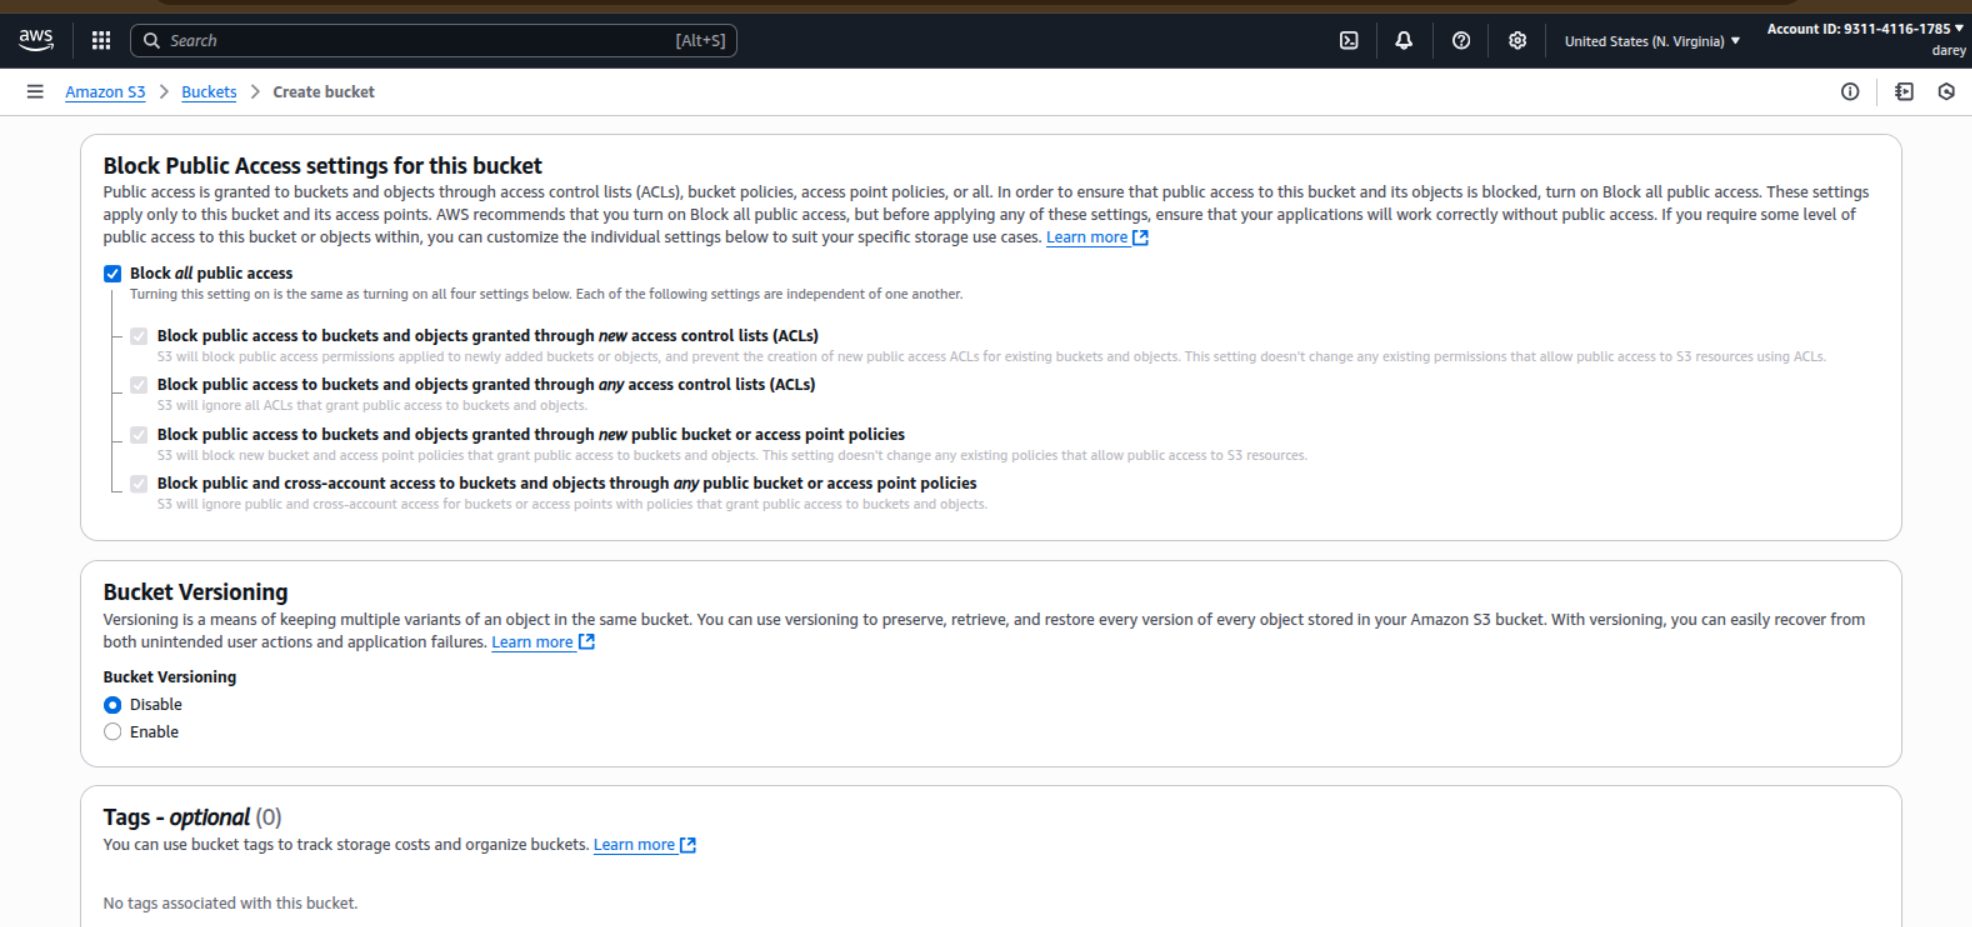 aws
Search [Alt+S]
United States (N. Virginia)
Account ID: 9311-4116-1785
darey
Amazon S3 > Buckets > Create bucket
Block Public Access settings for this bucket
Public access is granted to buckets and objects through access control lists (ACLs), bucket policies, access point policies, or all. In order to ensure that public access to this bucket and its objects is blocked, turn on Block all public access. These settings
apply only to this bucket and its access points. AWS recommends that you turn on Block all public access, but before applying any of these settings, ensure that your applications will work correctly without public access. If you require some level of
public access to this bucket or objects within, you can customize the individual settings below to suit your specific storage use cases. Learn more
Block all public access
Turning this setting on is the same as turning on all four settings below. Each of the following settings are independent of one another.
Block public access to buckets and objects granted through new access control lists (ACLs)
S3 will block public access permissions applied to newly added buckets or objects, and prevent the creation of new public access ACLs for existing buckets and objects. This setting doesn't change any existing permissions that allow public access to S3 resources using ACLs.
Block public access to buckets and objects granted through any access control lists (ACLs)
S3 will ignore all ACLs that grant public access to buckets and objects.
Block public access to buckets and objects granted through new public bucket or access point policies
S3 will block new bucket and access point policies that grant public access to buckets and objects. This setting doesn't change any existing policies that allow public access to S3 resources.
Block public and cross-account access to buckets and objects through any public bucket or access point policies
S3 will ignore public and cross-account access for buckets or access points with policies that grant public access to buckets and objects.
Bucket Versioning
Versioning is a means of keeping multiple variants of an object in the same bucket. You can use versioning to preserve, retrieve, and restore every version of every object stored in your Amazon S3 bucket. With versioning, you can easily recover from
both unintended user actions and application failures. Learn more
Bucket Versioning
Disable
Enable
Tags - optional (0)
You can use bucket tags to track storage costs and organize buckets. Learn more
No tags associated with this bucket.